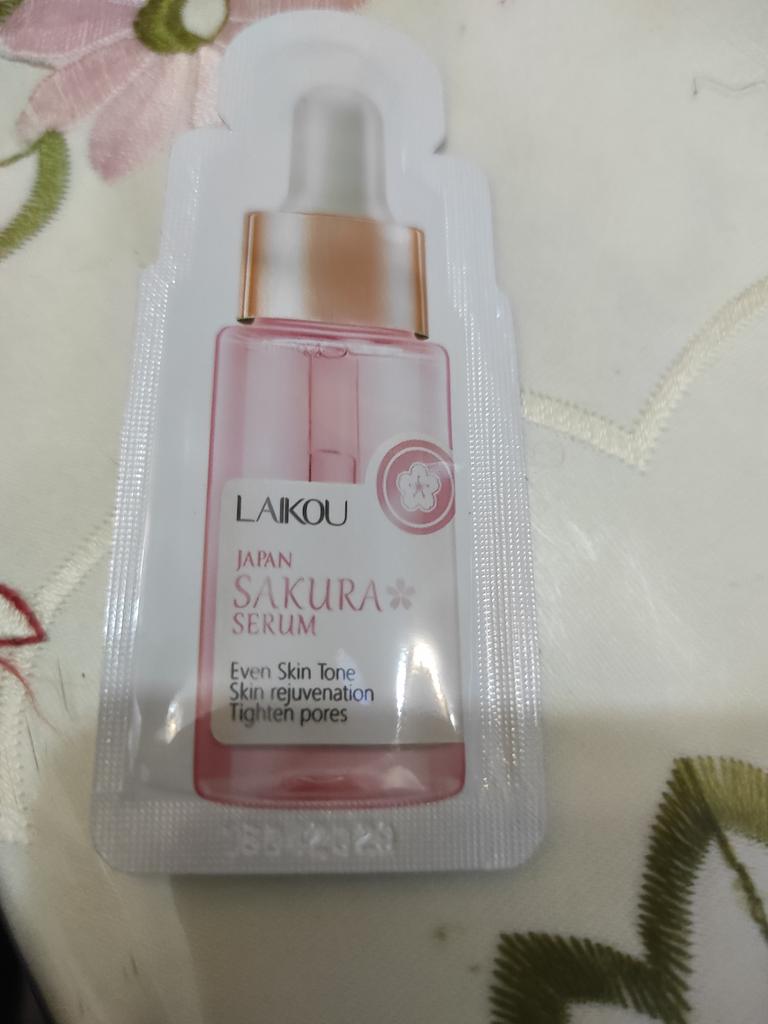 LAIKOU
JAPAN
SAKURA
SERUM
Even Skin Tone
Skin rejuvenation
Tighten pores